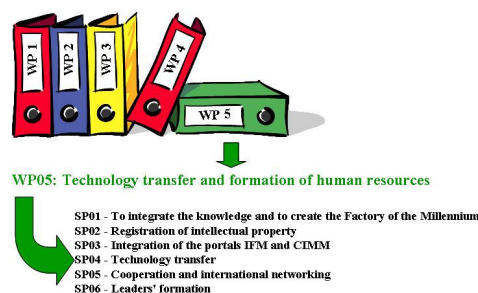 WP 1
WP 2
WP 3
WP 4
WP 5
WP05: Technology transfer and formation of human resources
SP01 - To integrate the knowledge and to create the Factory of the Millennium
SP02 - Registration of intellectual property
SP03 - Integration of the portals IFM and CIMM
SP04 - Technology transfer
SP05 - Cooperation and international networking
SP06 - Leaders' formation